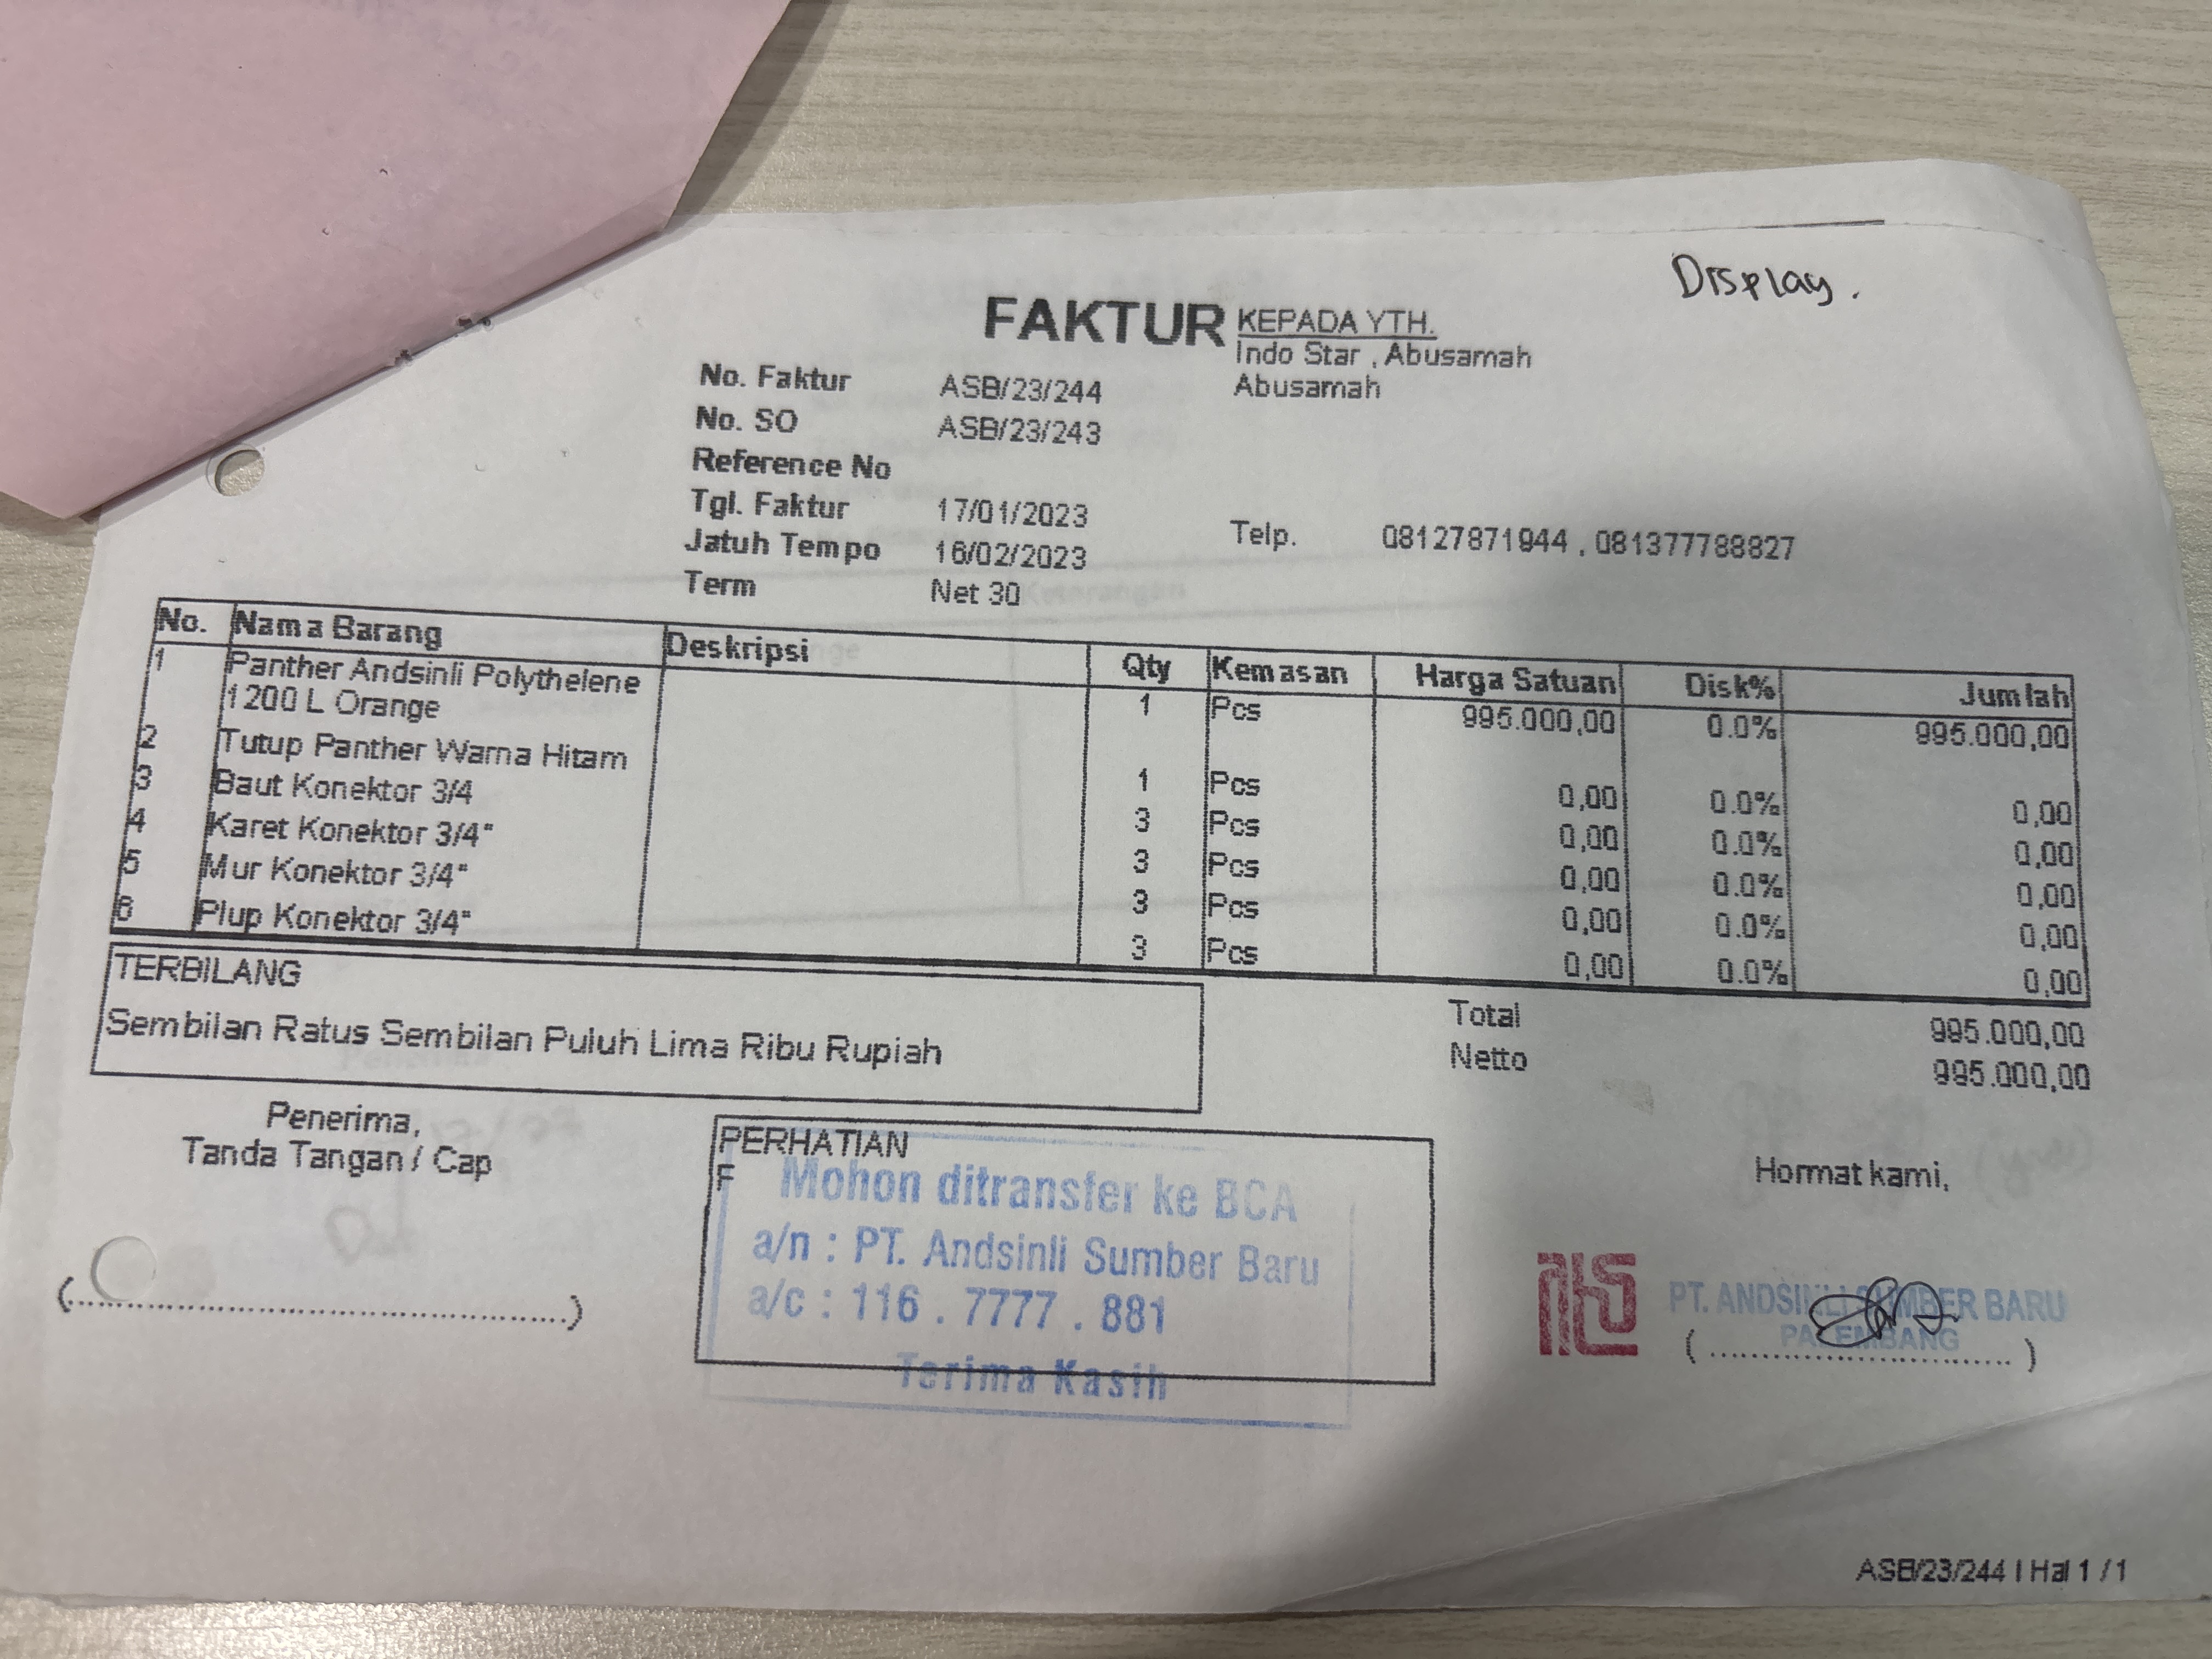 Display.
FAKTUR
KEPADA YTH.
Indo Star , Abusamah
Abusamah
No. Faktur ASB/23/244
No. SO ASB/23/243
Reference No
Tgl. Faktur 17/01/2023
Jatuh Tempo 16/02/2023
Term Net 30
Telp. 08127871944 , 081377788827
No. Nama Barang Deskripsi Qty Kemasan Harga Satuan Disk% Jumlah
1 Panther Andsinli Polythelene 1 Pcs 995.000,00 0.0% 995.000,00
1200 L Orange
2 Tutup Panther Warna Hitam 1 Pcs 0,00 0.0% 0,00
3 Baut Konektor 3/4 3 Pcs 0,00 0.0% 0,00
4 Karet Konektor 3/4" 3 Pcs 0,00 0.0% 0,00
5 Mur Konektor 3/4" 3 Pcs 0,00 0.0% 0,00
6 Plup Konektor 3/4" 3 Pcs 0,00 0.0% 0,00
TERBILANG
Sembilan Ratus Sembilan Puluh Lima Ribu Rupiah
Total 995.000,00
Netto 995.000,00
Penerima,
Tanda Tangan / Cap
(..............................)
PERHATIAN
F
Mohon ditransfer ke BCA
a/n : PT. Andsinli Sumber Baru
a/c : 116 . 7777 . 881
Terima Kasih
Hormat kami,
PT. ANDSINLI SUMBER BARU
PALEMBANG
(..............................)
ASB/23/244 | Hal 1 / 1